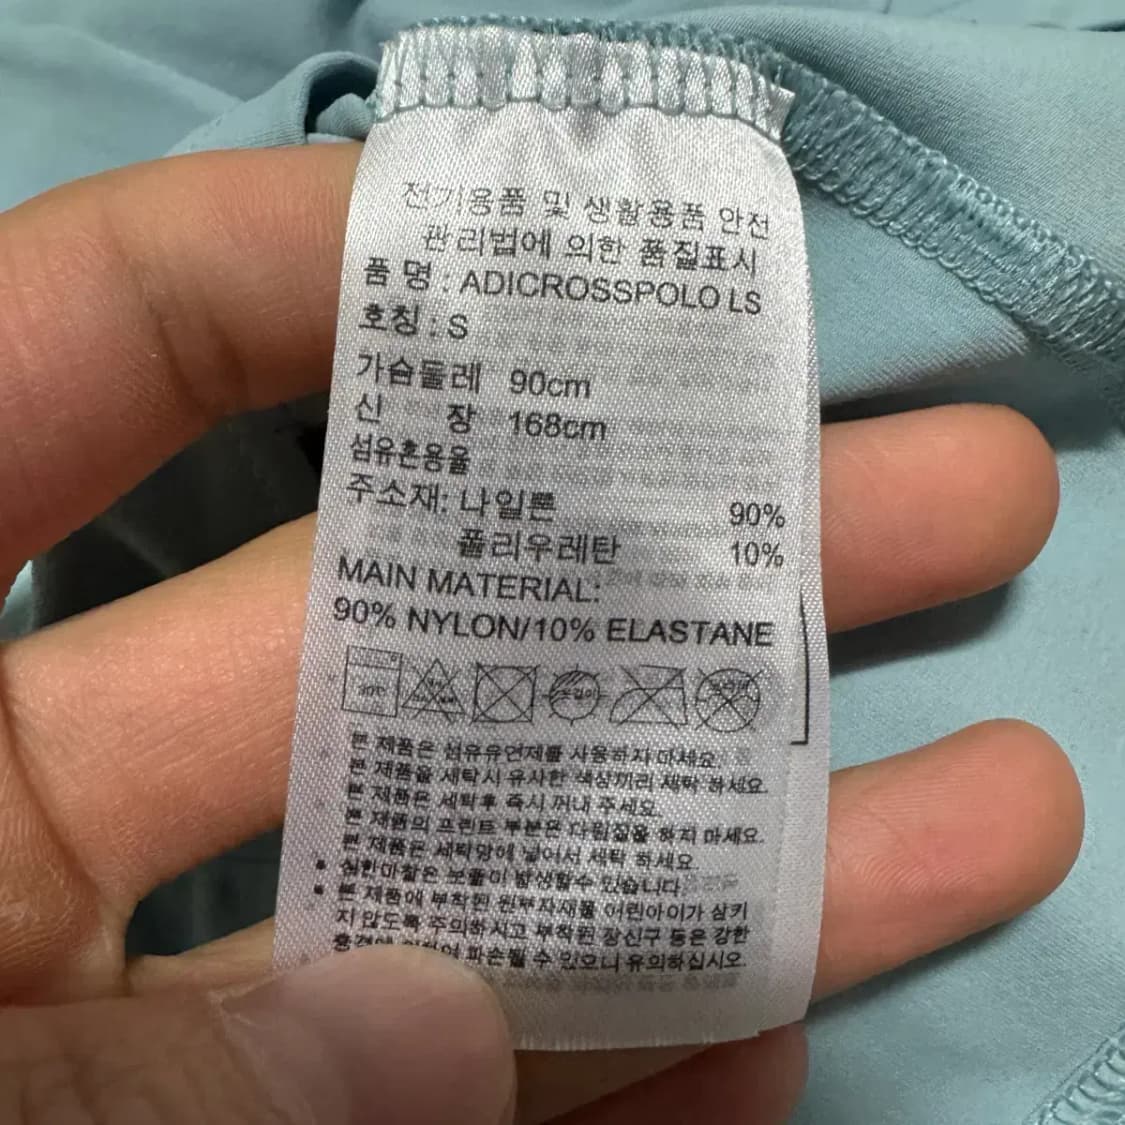 전기용품 및 생활용품 안전
관리법에 의한 품질표시
품 명 : ADICROSSPOLO LS
호칭 : S
가슴둘레 90cm
신 장 168cm
섬유혼용율
주소재: 나일론 90%
폴리우레탄 10%
MAIN MATERIAL:
90% NYLON/10% ELASTANE
30℃
본 제품은 섬유유연제를 사용하지 마세요.
본 제품을 세탁시 유사한 색상끼리 세탁 하세요.
본 제품은 세탁후 즉시 꺼내 주세요.
본 제품의 프린트 부분은 다림질을 하지 마세요.
본 제품은 세탁망에 넣어서 세탁 하세요.
• 심한마찰은 보풀이 발생할수 있습니다.
• 본 제품에 부착된 원부자재를 어린아이가 삼키
지 않도록 주의하시고 부착된 장신구 등은 강한
충격에 파손될 수 있으니 유의하십시오.